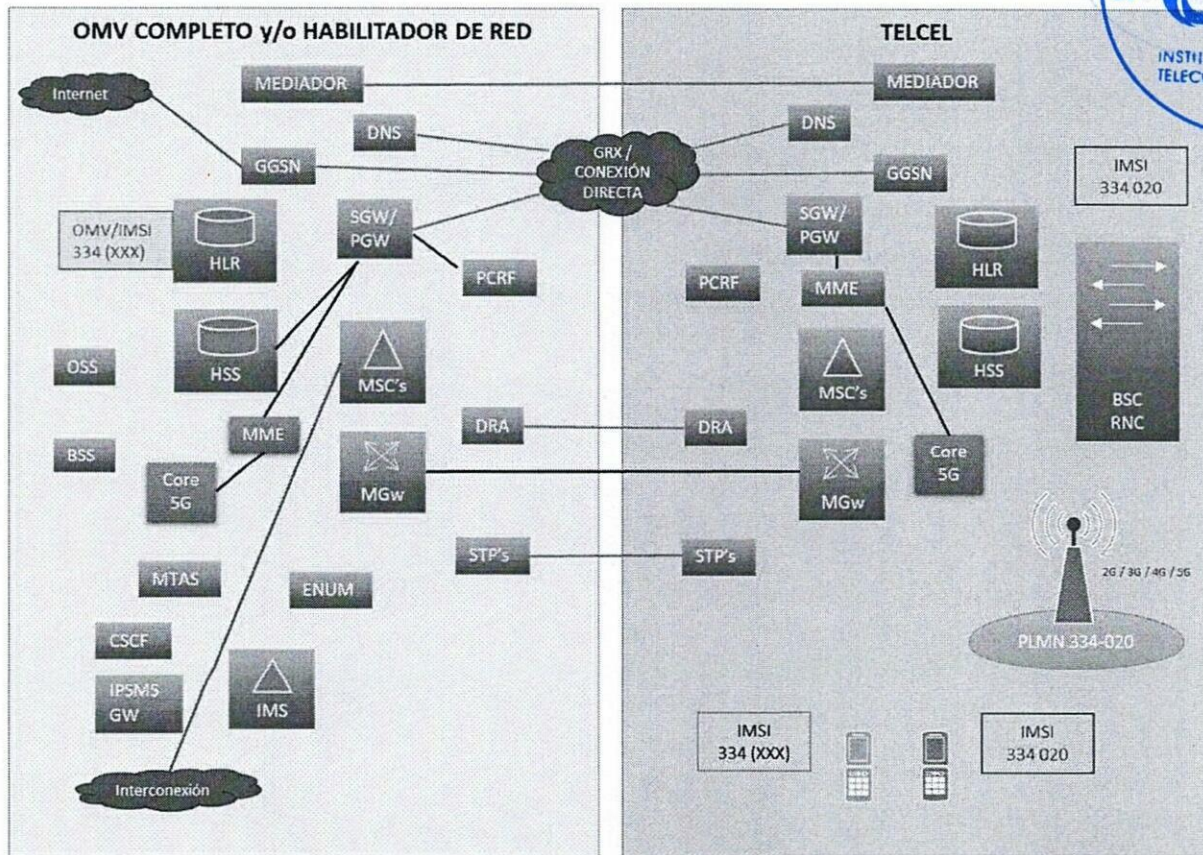 OMV COMPLETO y/o HABILITADOR DE RED
Internet
MEDIADOR
DNS
GGSN
OMV/IMSI
334 (XXX)
HLR
SGW/
PGW
PCRF
HSS
OSS
MSC's
MME
BSS
Core
5G
MGw
DRA
STP's
MTAS
ENUM
CSCF
IPSMS
GW
IMS
Interconexión
GRX /
CONEXIÓN
DIRECTA
TELCEL
MEDIADOR
DNS
GGSN
IMSI
334 020
SGW/
PGW
HLR
PCRF
MME
HSS
MSC's
BSC
RNC
DRA
Core
5G
MGw
STP's
2G / 3G / 4G / 5G
PLMN 334-020
IMSI
334 (XXX)
IMSI
334 020